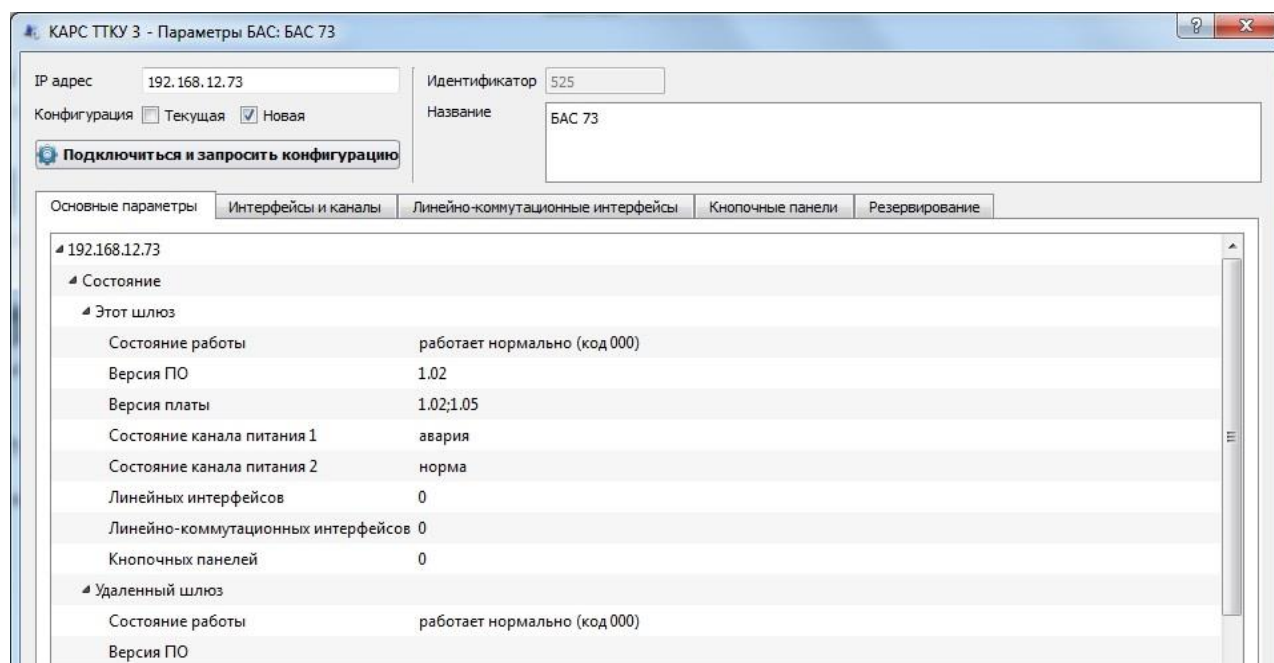 КАРС ТТКУ 3 - Параметры БАС: БАС 73
IP адрес 192.168.12.73 Идентификатор 525
Конфигурация Текущая Новая Название БАС 73
Подключиться и запросить конфигурацию
Основные параметры Интерфейсы и каналы Линейно-коммутационные интерфейсы Кнопочные панели Резервирование
192.168.12.73
Состояние
Этот шлюз
Состояние работы работает нормально (код 000)
Версия ПО 1.02
Версия платы 1.02;1.05
Состояние канала питания 1 авария
Состояние канала питания 2 норма
Линейных интерфейсов 0
Линейно-коммутационных интерфейсов 0
Кнопочных панелей 0
Удаленный шлюз
Состояние работы работает нормально (код 000)
Версия ПО